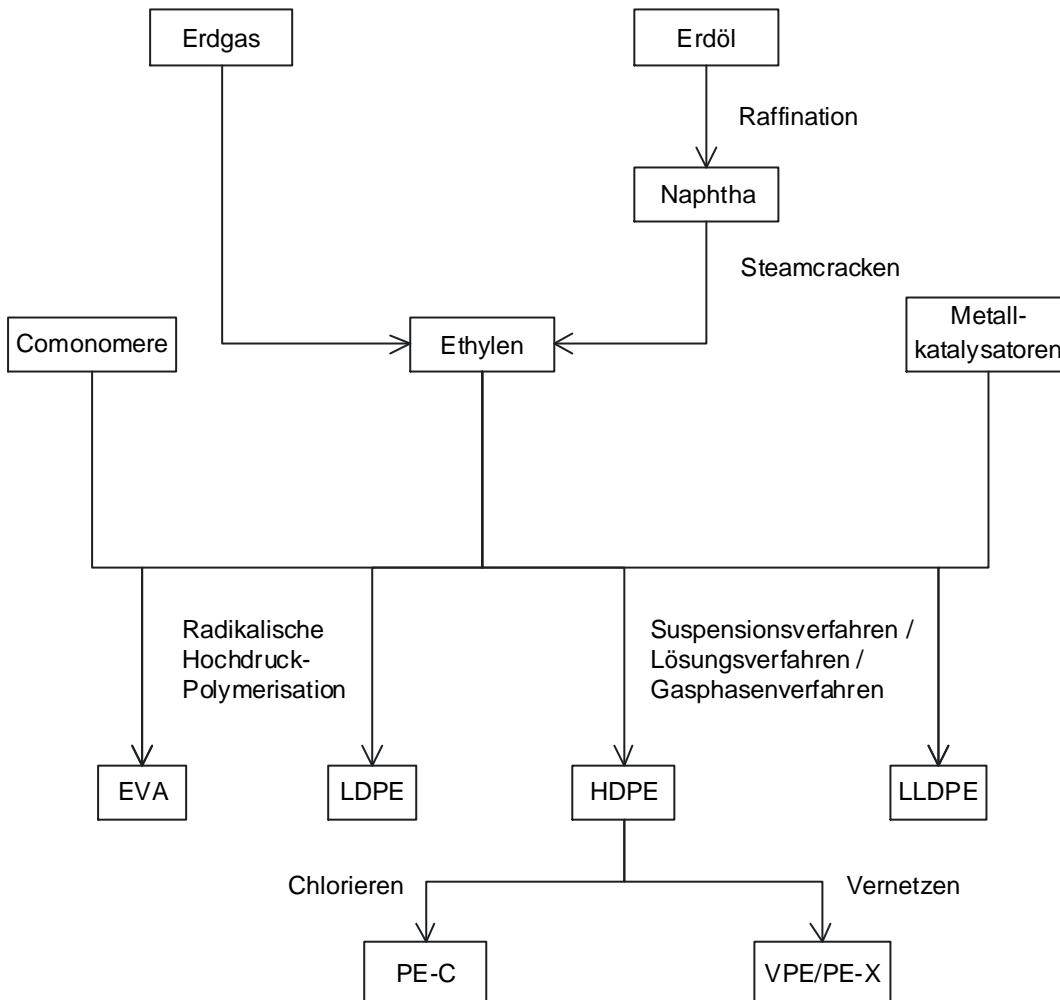 Erdgas
Erdöl
Raffination
Naphtha
Steamcracken
Comonomere
Ethylen
Metall-
katalysatoren
Radikalische
Hochdruck-
Polymerisation
Suspensionsverfahren /
Lösungsverfahren /
Gasphasenverfahren
EVA
LDPE
HDPE
LLDPE
Chlorieren
Vernetzen
PE-C
VPE/PE-X